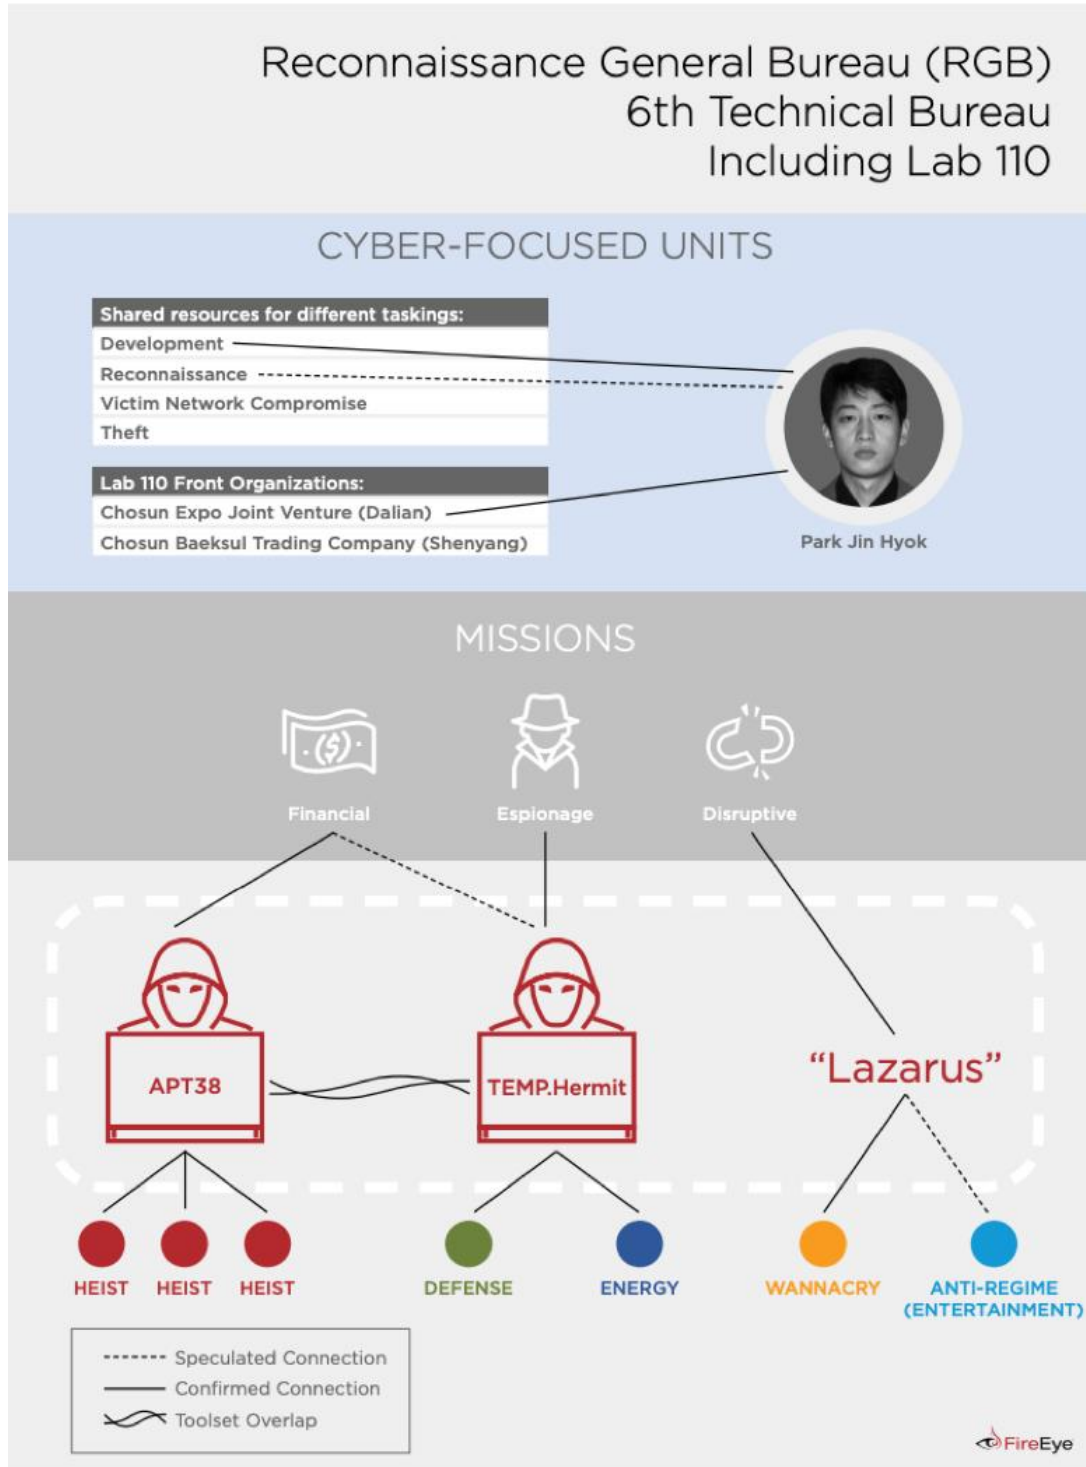 Reconnaissance General Bureau (RGB)
6th Technical Bureau
Including Lab 110
CYBER-FOCUSED UNITS
Shared resources for different taskings:
Development
Reconnaissance
Victim Network Compromise
Theft
Lab 110 Front Organizations:
Chosun Expo Joint Venture (Dalian)
Chosun Baeksul Trading Company (Shenyang)
Park Jin Hyok
MISSIONS
($)
Financial
Espionage
Disruptive
APT38
TEMP.Hermit
“Lazarus”
HEIST
HEIST
HEIST
DEFENSE
ENERGY
WANNACRY
ANTI-REGIME
(ENTERTAINMENT)
Speculated Connection
Confirmed Connection
Toolset Overlap
FireEye